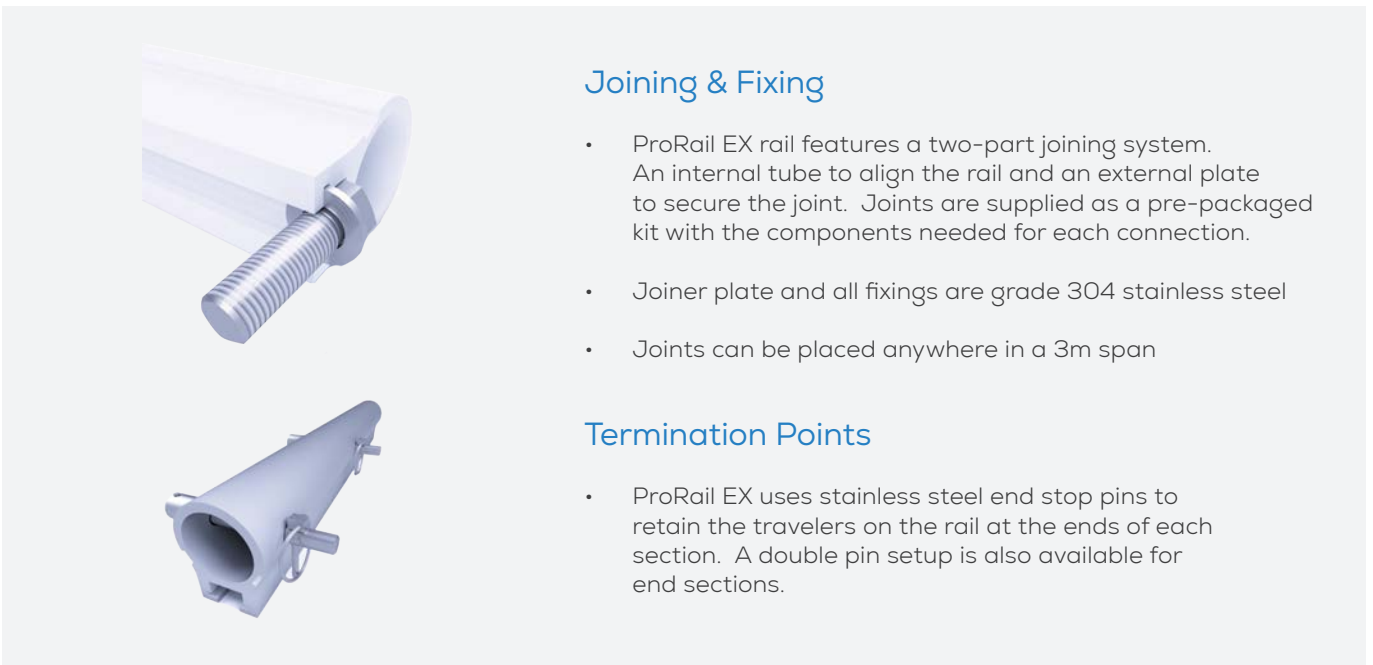 Joining & Fixing
• ProRail EX rail features a two-part joining system.
An internal tube to align the rail and an external plate
to secure the joint.  Joints are supplied as a pre-packaged
kit with the components needed for each connection.
• Joiner plate and all fixings are grade 304 stainless steel
• Joints can be placed anywhere in a 3m span
Termination Points
• ProRail EX uses stainless steel end stop pins to
retain the travelers on the rail at the ends of each
section.  A double pin setup is also available for
end sections.